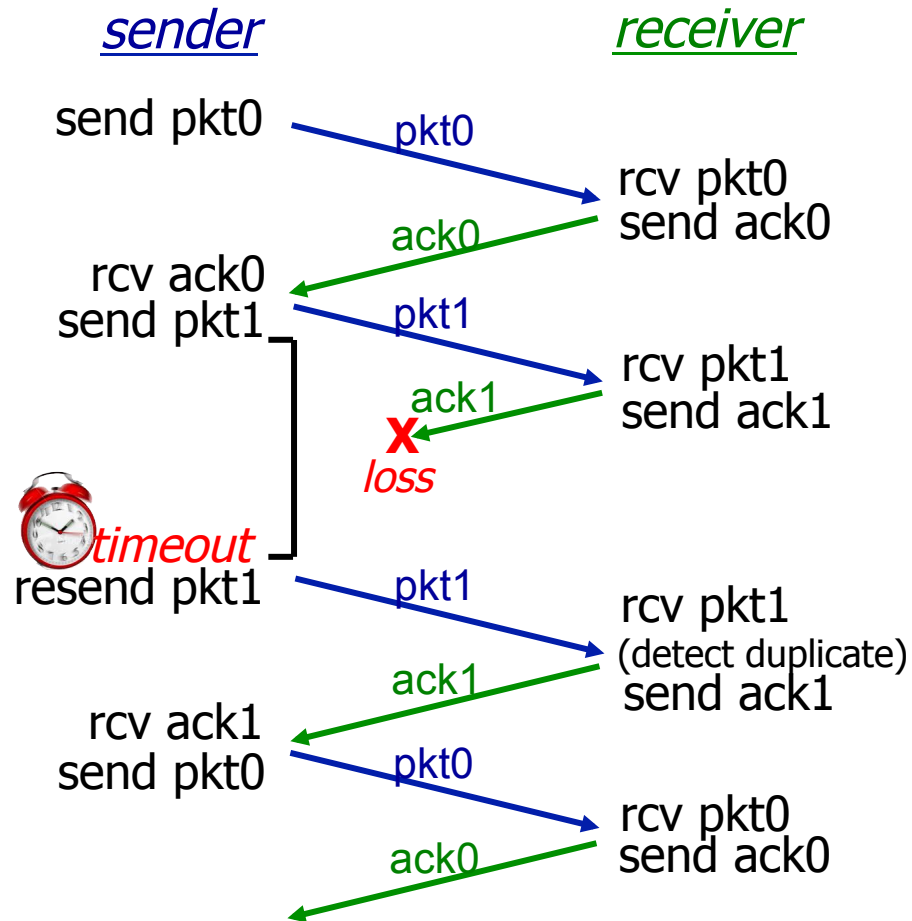 sender
receiver
send pkt0
pkt0
rcv pkt0
send ack0
ack0
rcv ack0
send pkt1
pkt1
rcv pkt1
send ack1
ack1
X
loss
timeout
resend pkt1
pkt1
rcv pkt1
(detect duplicate)
send ack1
ack1
rcv ack1
send pkt0
pkt0
rcv pkt0
send ack0
ack0